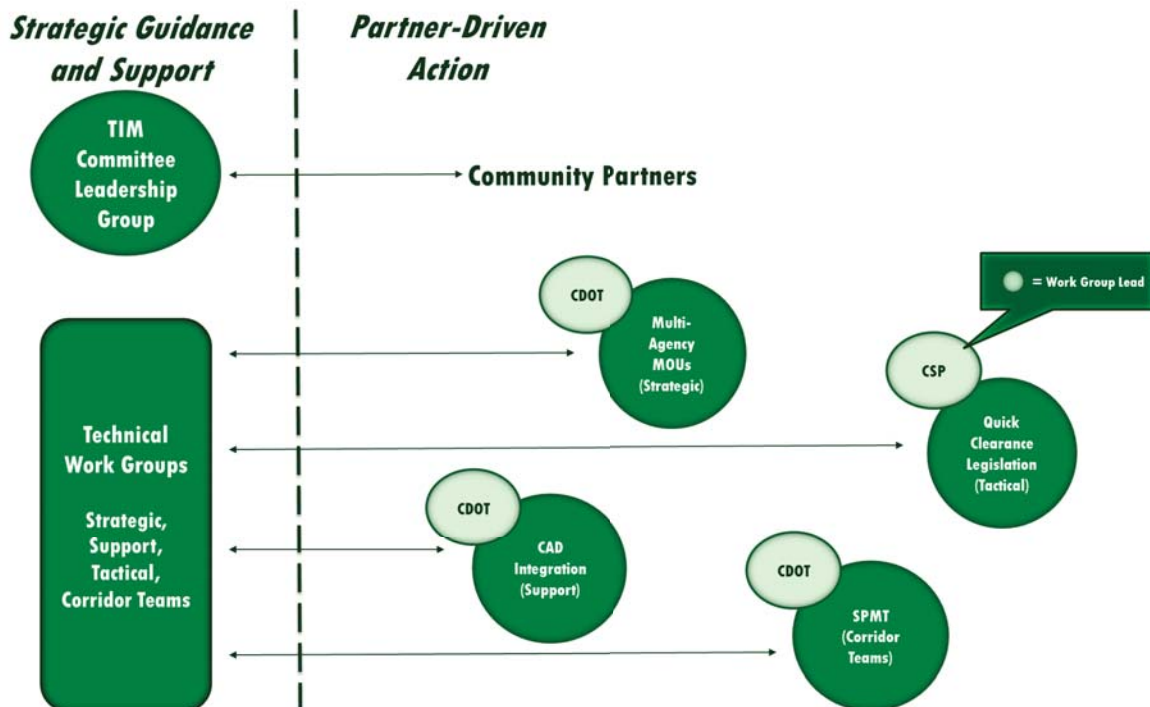 Strategic Guidance
and Support
Partner-Driven
Action
TIM
Committee
Leadership
Group
Community Partners
CDOT
Multi-
Agency
MOUs
(Strategic)
= Work Group Lead
CSP
Quick
Clearance
Legislation
(Tactical)
Technical
Work Groups
Strategic,
Support,
Tactical,
Corridor Teams
CDOT
CAD
Integration
(Support)
CDOT
SPMT
(Corridor
Teams)